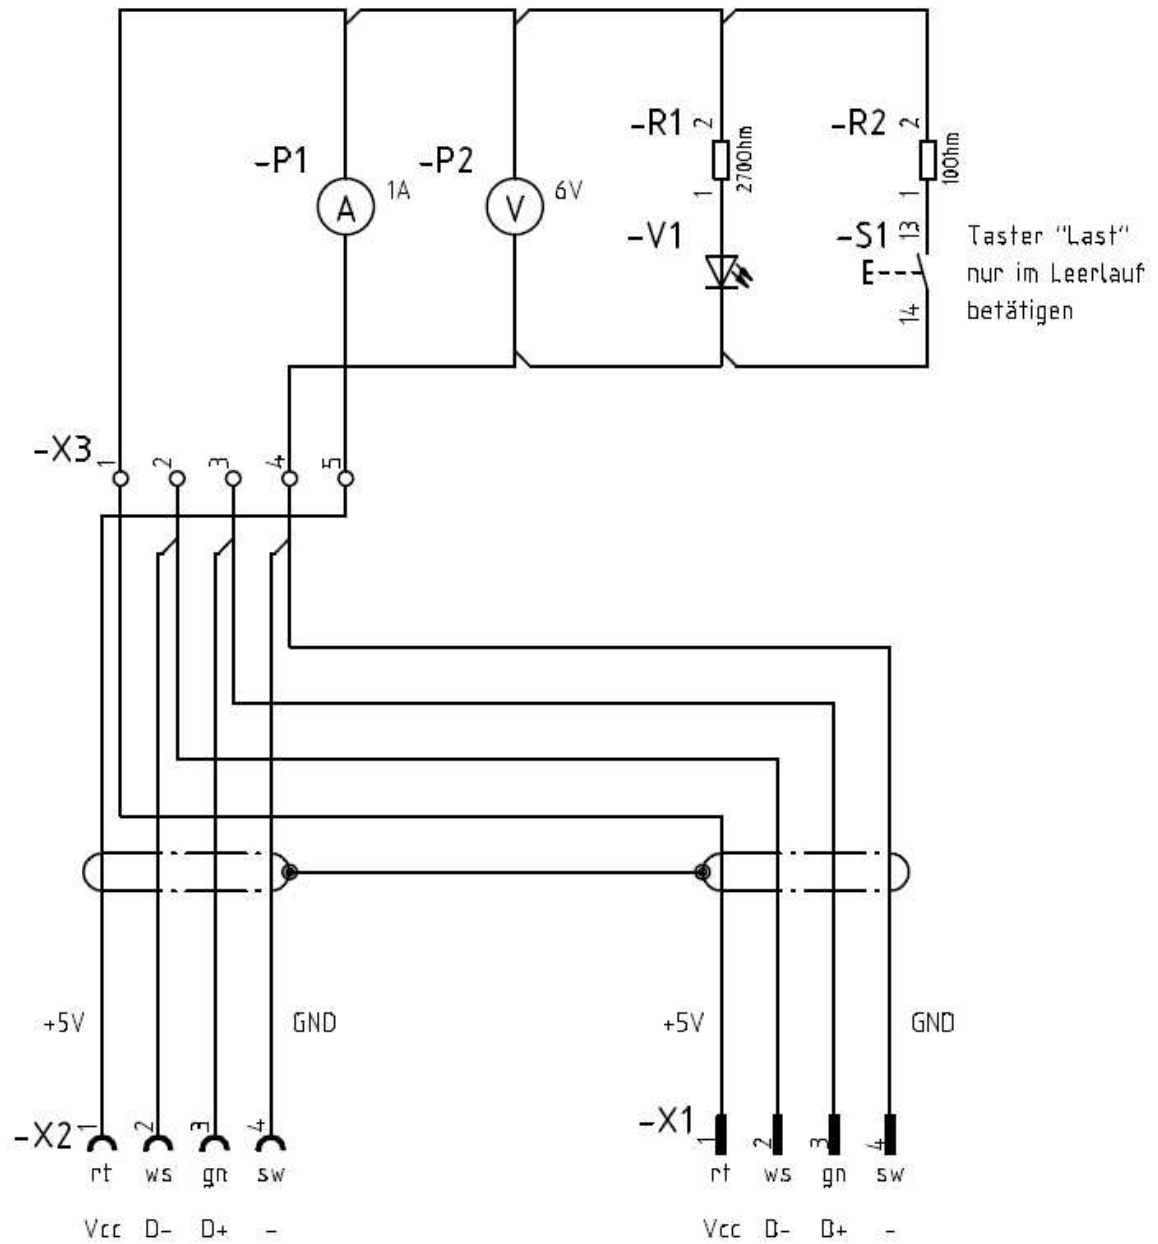 -R1 2 -R2 2
-P1 -P2 270Ohm 10Ohm
1A 6V 1 1
A V
-V1 -S1 13 Taster "Last"
E nur im Leerlauf
14 betätigen
-X3 1 2 3 4 5
+5V GND +5V GND
-X2 1 2 3 4 -X1 1 2 3 4
rt ws gn sw rt ws gn sw
Vcc D- D+ - Vcc D- D+ -